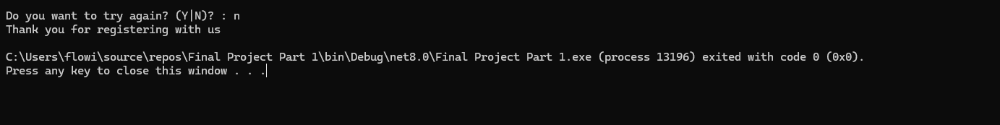 Do you want to try again? (Y|N)? : n
Thank you for registering with us
C:\Users\flowi\source\repos\Final Project Part 1\bin\Debug\net8.0\Final Project Part 1.exe (process 13196) exited with code 0 (0x0).
Press any key to close this window . . .